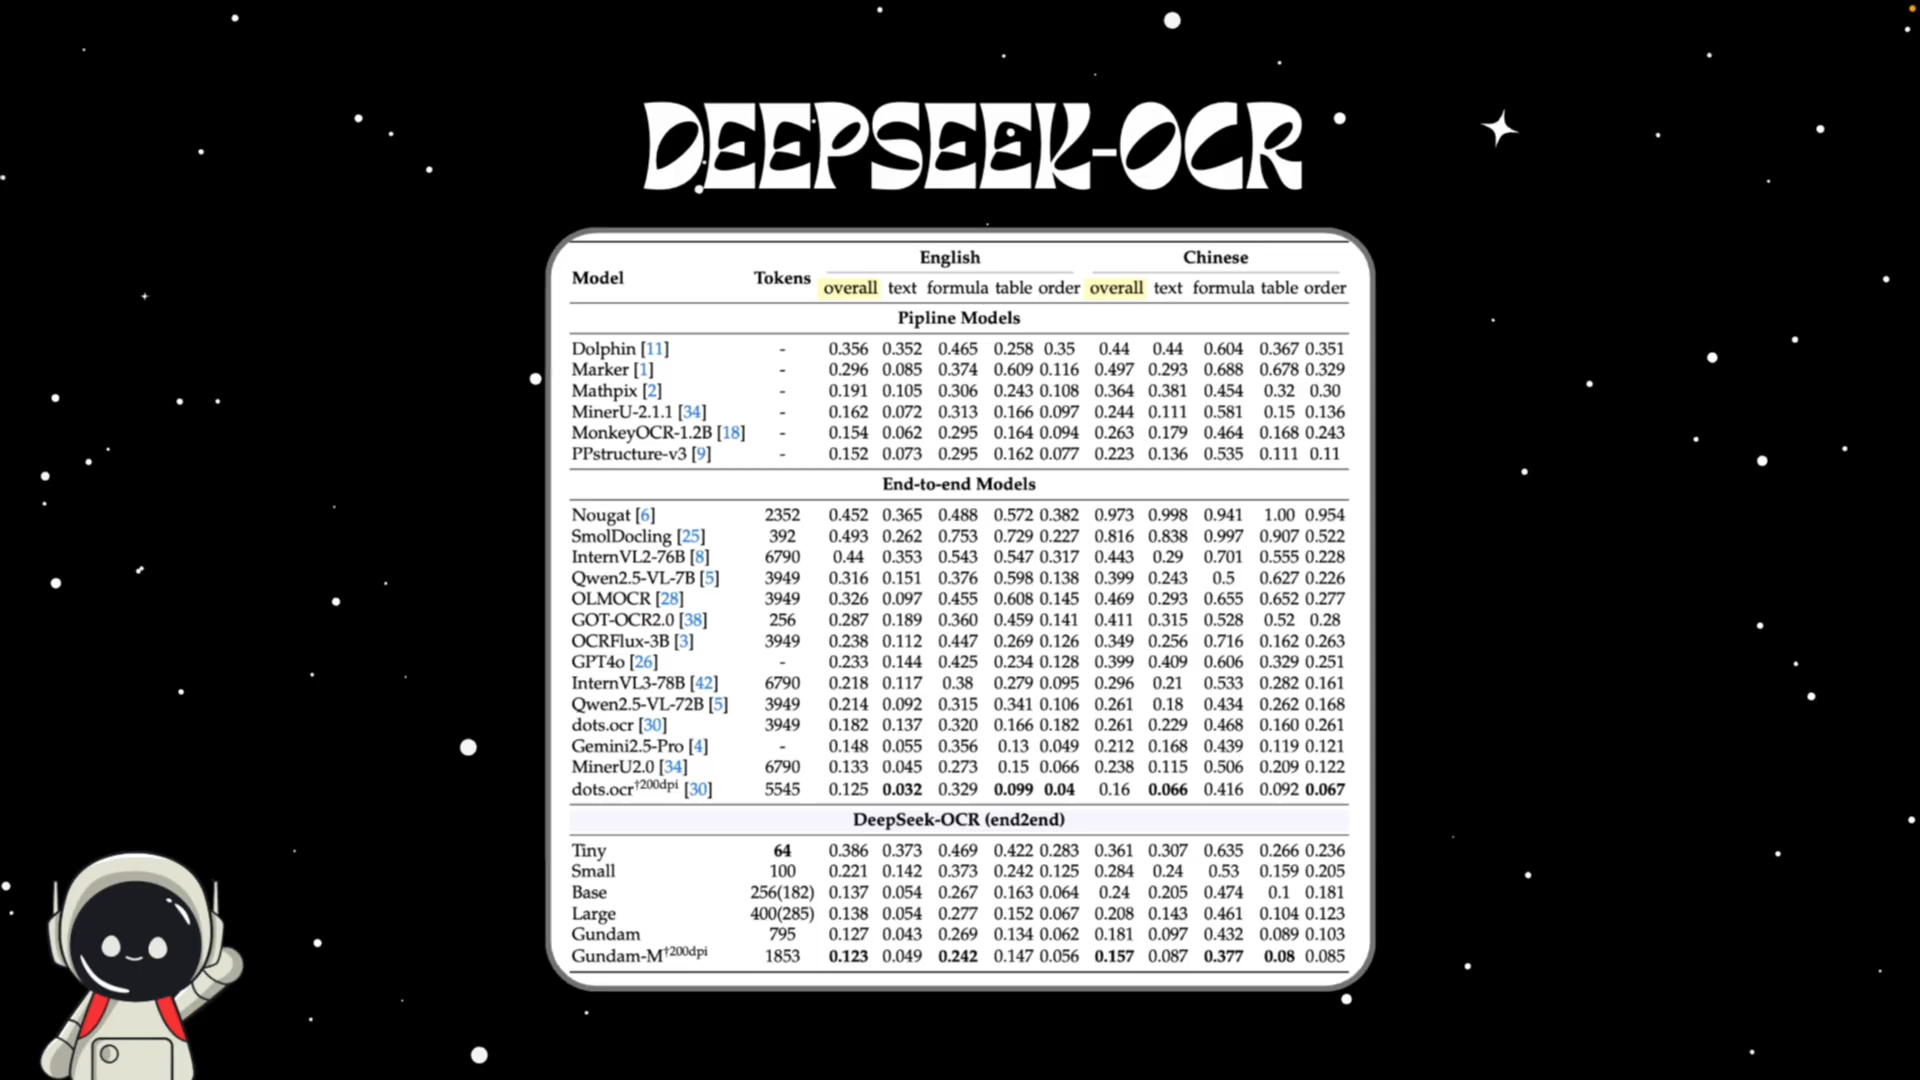 DEEPSEEK-OCR
English Chinese
Model Tokens
overall text formula table order overall text formula table order
Pipline Models
Dolphin [11] - 0.356 0.352 0.465 0.258 0.35 0.44 0.44 0.604 0.367 0.351
Marker [1] - 0.296 0.085 0.374 0.609 0.116 0.497 0.293 0.688 0.678 0.329
Mathpix [2] - 0.191 0.105 0.306 0.243 0.108 0.364 0.381 0.454 0.32 0.30
MinerU-2.1.1 [34] - 0.162 0.072 0.313 0.166 0.097 0.244 0.111 0.581 0.15 0.136
MonkeyOCR-1.2B [18] - 0.154 0.062 0.295 0.164 0.094 0.263 0.179 0.464 0.168 0.243
PPstructure-v3 [9] - 0.152 0.073 0.295 0.162 0.077 0.223 0.136 0.535 0.111 0.11
End-to-end Models
Nougat [6] 2352 0.452 0.365 0.488 0.572 0.382 0.973 0.998 0.941 1.00 0.954
SmolDocling [25] 392 0.493 0.262 0.753 0.729 0.227 0.816 0.838 0.997 0.907 0.522
InternVL2-76B [8] 6790 0.44 0.353 0.543 0.547 0.317 0.443 0.29 0.701 0.555 0.228
Qwen2.5-VL-7B [5] 3949 0.316 0.151 0.376 0.598 0.138 0.399 0.243 0.5 0.627 0.226
OLMOCR [28] 3949 0.326 0.097 0.455 0.608 0.145 0.469 0.293 0.655 0.652 0.277
GOT-OCR2.0 [38] 256 0.287 0.189 0.360 0.459 0.141 0.411 0.315 0.528 0.52 0.28
OCRFlux-3B [3] 3949 0.238 0.112 0.447 0.269 0.126 0.349 0.256 0.716 0.162 0.263
GPT4o [26] - 0.233 0.144 0.425 0.234 0.128 0.399 0.409 0.606 0.329 0.251
InternVL3-78B [42] 6790 0.218 0.117 0.38 0.279 0.095 0.296 0.21 0.533 0.282 0.161
Qwen2.5-VL-72B [5] 3949 0.214 0.092 0.315 0.341 0.106 0.261 0.18 0.434 0.262 0.168
dots.ocr [30] 3949 0.182 0.137 0.320 0.166 0.182 0.261 0.229 0.468 0.160 0.261
Gemini2.5-Pro [4] - 0.148 0.055 0.356 0.13 0.049 0.212 0.168 0.439 0.119 0.121
MinerU2.0 [34] 6790 0.133 0.045 0.273 0.15 0.066 0.238 0.115 0.506 0.209 0.122
dots.ocr†200dpi [30] 5545 0.125 0.032 0.329 0.099 0.04 0.16 0.066 0.416 0.092 0.067
DeepSeek-OCR (end2end)
Tiny 64 0.386 0.373 0.469 0.422 0.283 0.361 0.307 0.635 0.266 0.236
Small 100 0.221 0.142 0.373 0.242 0.125 0.284 0.24 0.53 0.159 0.205
Base 256(182) 0.137 0.054 0.267 0.163 0.064 0.24 0.205 0.474 0.1 0.181
Large 400(285) 0.138 0.054 0.277 0.152 0.067 0.208 0.143 0.461 0.104 0.123
Gundam 795 0.127 0.043 0.269 0.134 0.062 0.181 0.097 0.432 0.089 0.103
Gundam-M†200dpi 1853 0.123 0.049 0.242 0.147 0.056 0.157 0.087 0.377 0.08 0.085